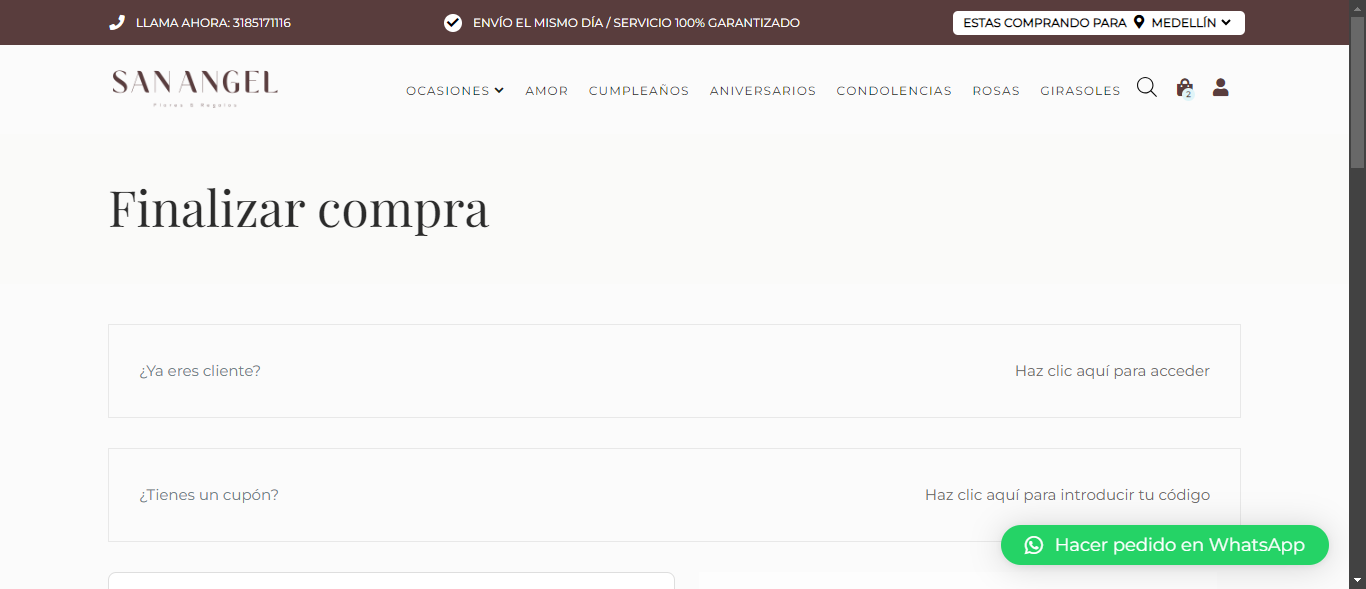 LLAMA AHORA: 3185171116
ENVÍO EL MISMO DÍA / SERVICIO 100% GARANTIZADO
ESTAS COMPRANDO PARA MEDELLÍN
SAN ANGEL
Flores & Regalos
OCASIONES AMOR CUMPLEAÑOS ANIVERSARIOS CONDOLENCIAS ROSAS GIRASOLES
2
Finalizar compra
¿Ya eres cliente? Haz clic aquí para acceder
¿Tienes un cupón? Haz clic aquí para introducir tu código
Hacer pedido en WhatsApp